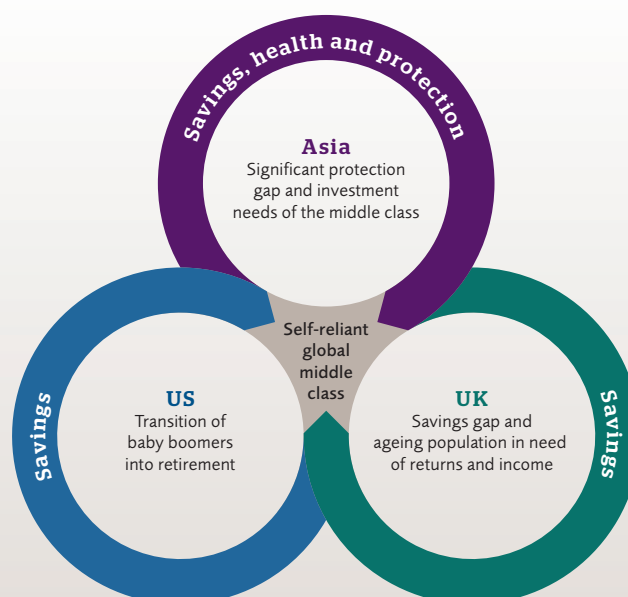 Savings, health and protection
Asia
Significant protection
gap and investment
needs of the middle class
Self-reliant
global
middle
class
Savings
US
Transition of
baby boomers
into retirement
UK
Savings gap and
ageing population in need
of returns and income
Savings